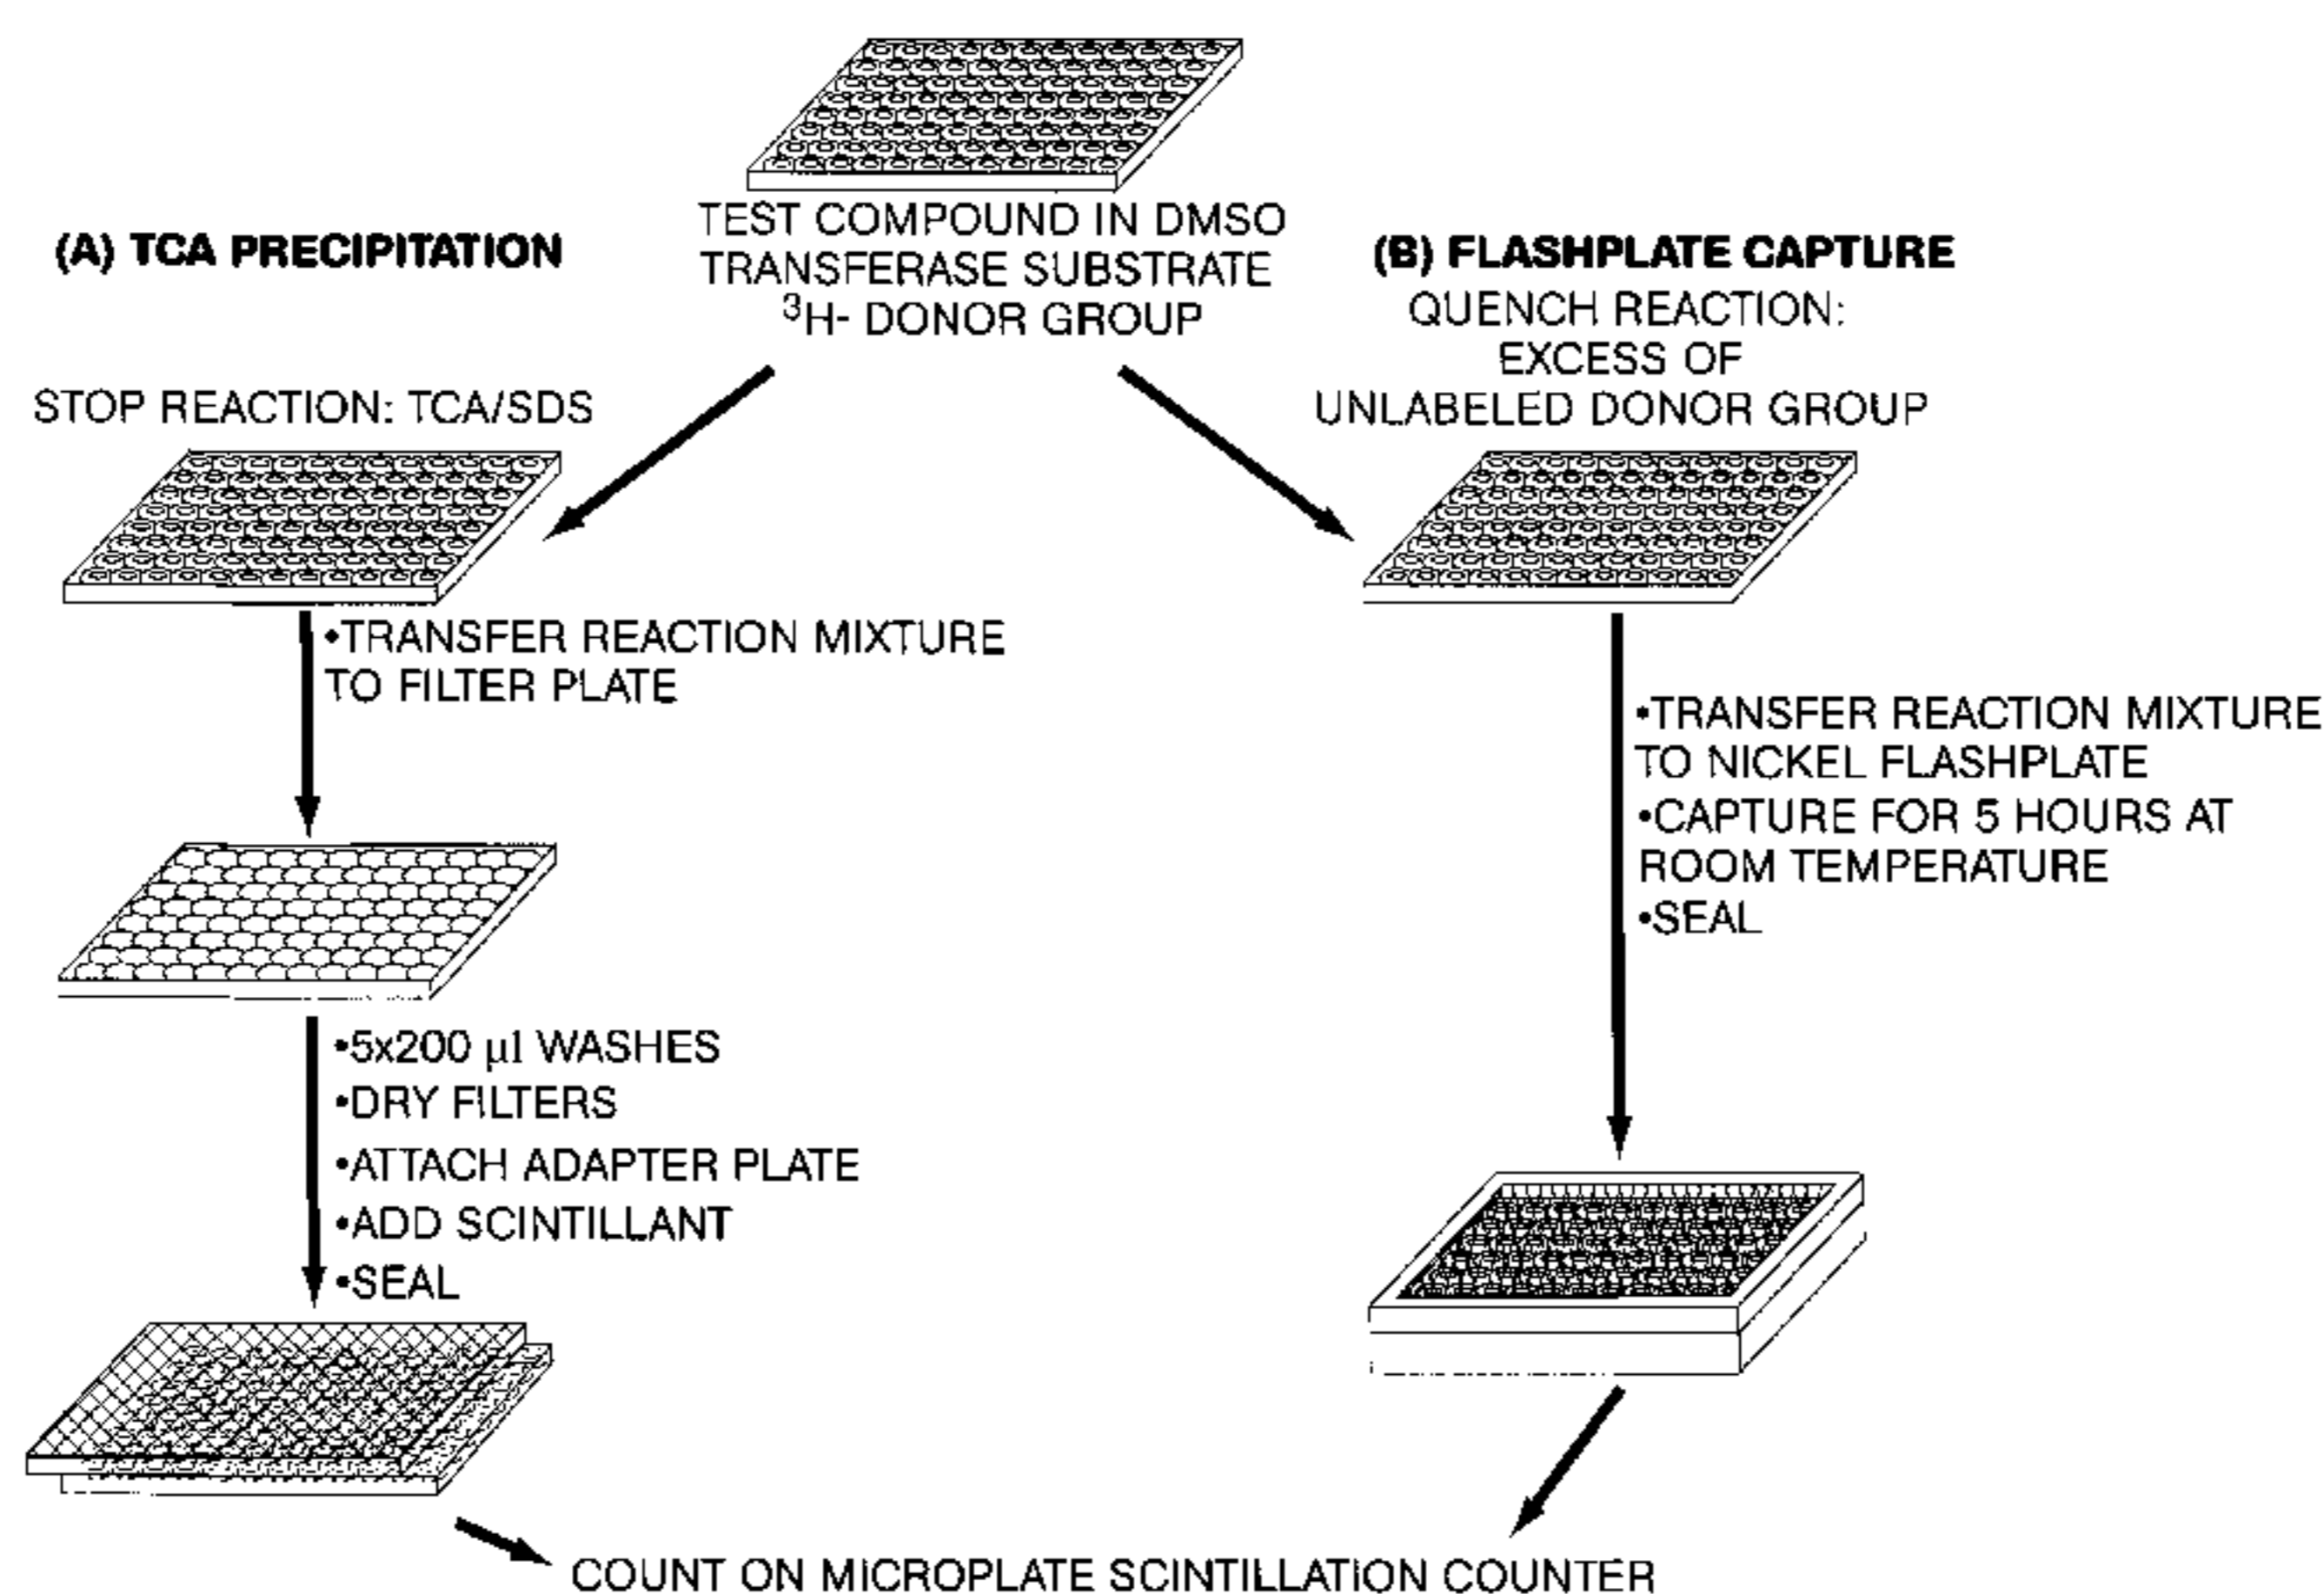 TEST COMPOUND IN DMSO
TRANSFERASE SUBSTRATE
³H- DONOR GROUP
(A) TCA PRECIPITATION
STOP REACTION: TCA/SDS
•TRANSFER REACTION MIXTURE
TO FILTER PLATE
•5x200 µl WASHES
•DRY FILTERS
•ATTACH ADAPTER PLATE
•ADD SCINTILLANT
•SEAL
(B) FLASHPLATE CAPTURE
QUENCH REACTION:
EXCESS OF
UNLABELED DONOR GROUP
•TRANSFER REACTION MIXTURE
TO NICKEL FLASHPLATE
•CAPTURE FOR 5 HOURS AT
ROOM TEMPERATURE
•SEAL
COUNT ON MICROPLATE SCINTILLATION COUNTER